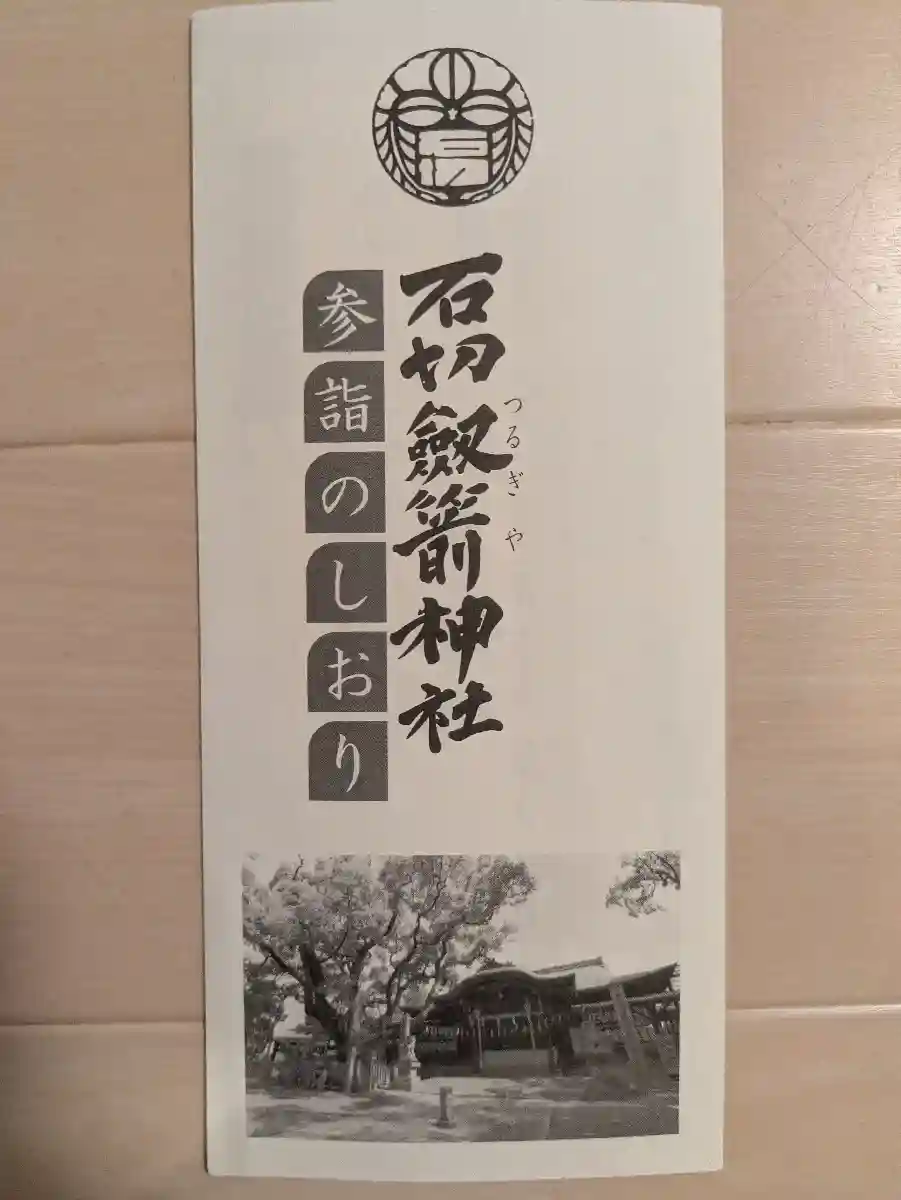 石切劔箭神社
つるぎや
参詣のしおり